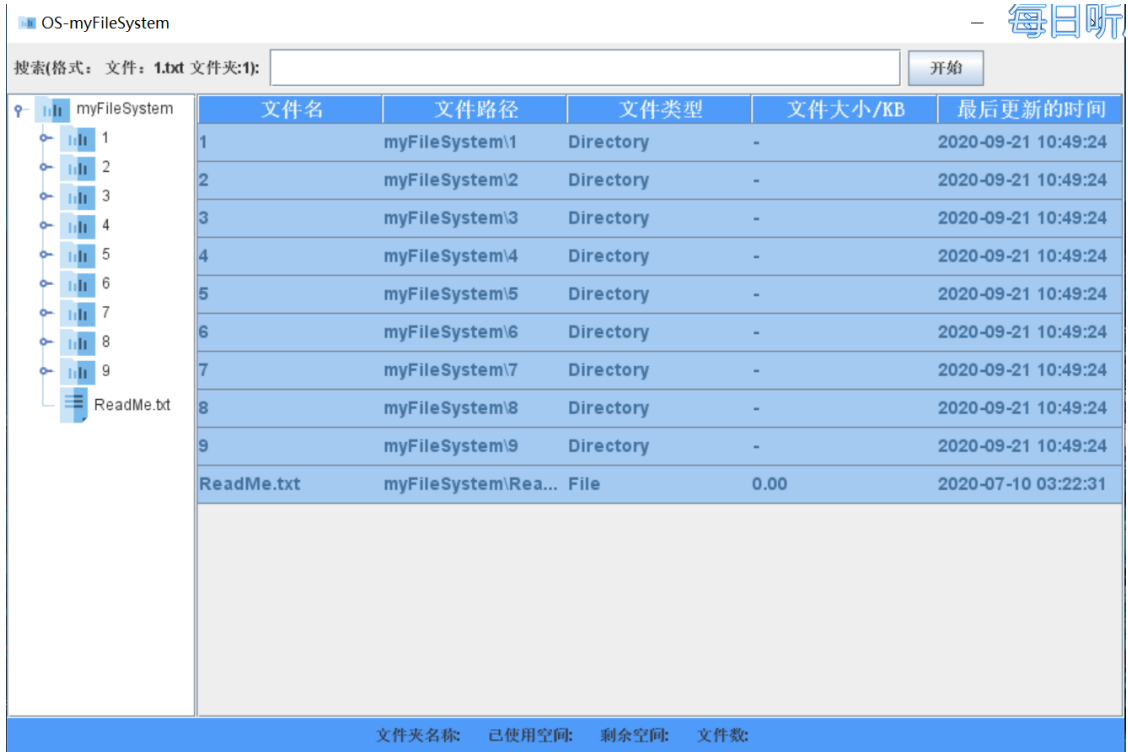 OS-myFileSystem
每日听
搜索(格式： 文件：1.txt 文件夹:1):
开始
myFileSystem
1
2
3
4
5
6
7
8
9
ReadMe.txt
文件名 文件路径 文件类型 文件大小/KB 最后更新的时间
1 myFileSystem\1 Directory - 2020-09-21 10:49:24
2 myFileSystem\2 Directory - 2020-09-21 10:49:24
3 myFileSystem\3 Directory - 2020-09-21 10:49:24
4 myFileSystem\4 Directory - 2020-09-21 10:49:24
5 myFileSystem\5 Directory - 2020-09-21 10:49:24
6 myFileSystem\6 Directory - 2020-09-21 10:49:24
7 myFileSystem\7 Directory - 2020-09-21 10:49:24
8 myFileSystem\8 Directory - 2020-09-21 10:49:24
9 myFileSystem\9 Directory - 2020-09-21 10:49:24
ReadMe.txt myFileSystem\Rea... File 0.00 2020-07-10 03:22:31
文件夹名称: 已使用空间: 剩余空间: 文件数: